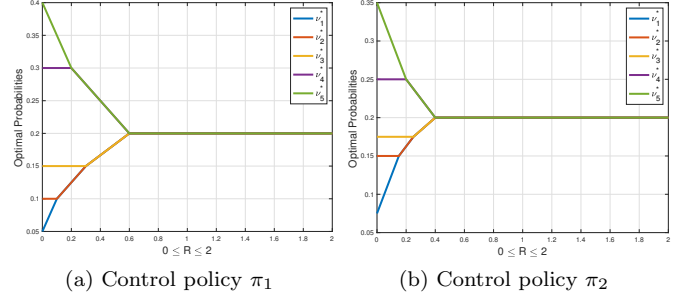 0.4
0.35
0.3
0.25
0.2
0.15
0.1
0.05
Optimal Probabilities
0 0.2 0.4 0.6 0.8 1 1.2 1.4 1.6 1.8 2
0 ≤ R ≤ 2
ν*1
ν*2
ν*3
ν*4
ν*5
(a) Control policy π1
0.35
0.3
0.25
0.2
0.15
0.1
0.05
Optimal Probabilities
0 0.2 0.4 0.6 0.8 1 1.2 1.4 1.6 1.8 2
0 ≤ R ≤ 2
ν*1
ν*2
ν*3
ν*4
ν*5
(b) Control policy π2